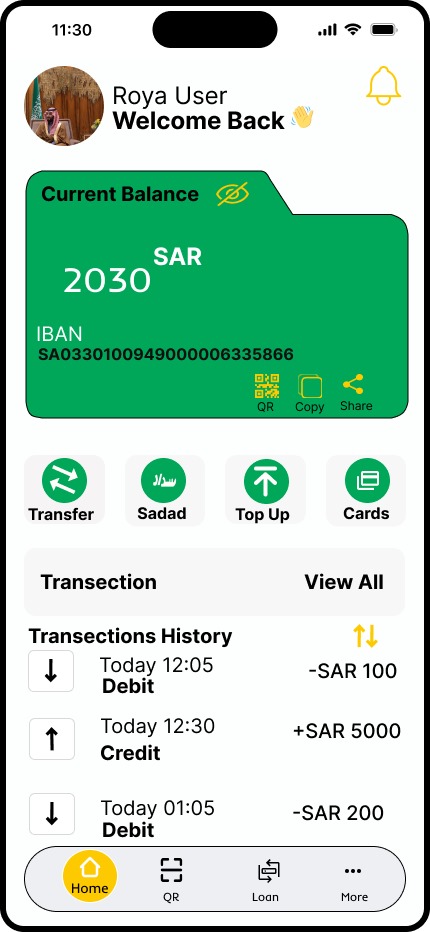 11:30
Roya User
Welcome Back
Current Balance
2030 SAR
IBAN
SA0330100949000006335866
QR Copy Share
سداد
Transfer Sadad Top Up Cards
Transection View All
Transections History
Today 12:05
Debit
-SAR 100
Today 12:30
Credit
+SAR 5000
Today 01:05
Debit
-SAR 200
Home QR Loan More